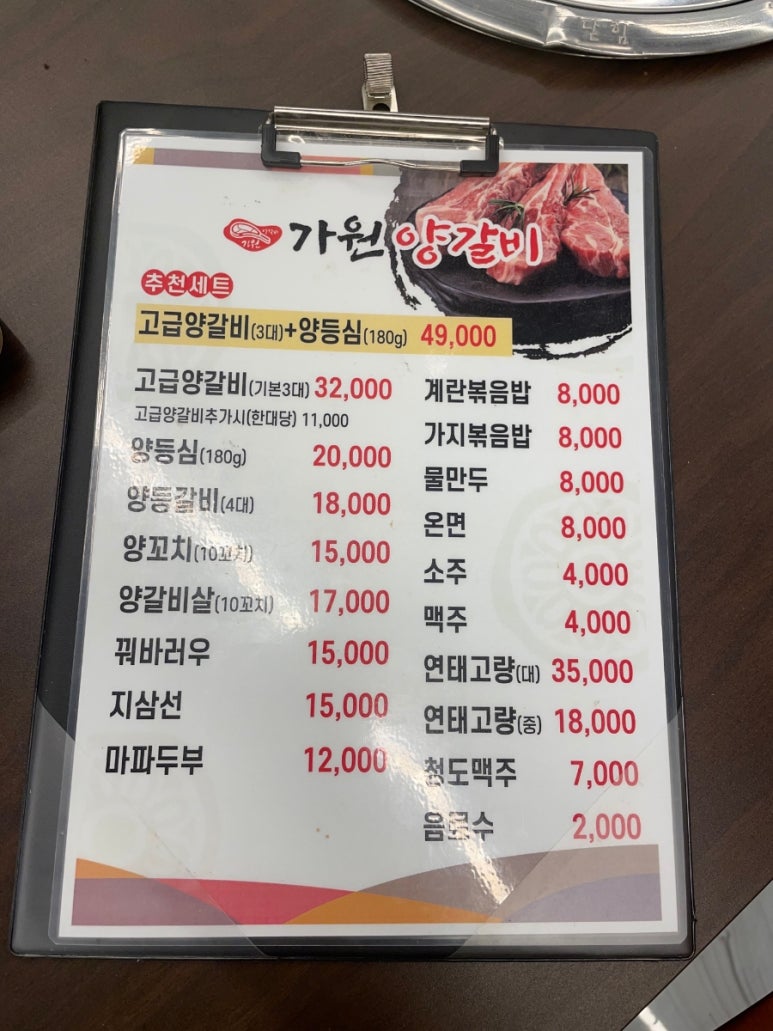 닫힘
가원 양갈비
추천세트
고급양갈비(3대)+양등심(180g) 49,000
고급양갈비(기본3대) 32,000
고급양갈비추가시(한대당) 11,000
양등심(180g) 20,000
양등갈비(4대) 18,000
양꼬치(10꼬치) 15,000
양갈비살(10꼬치) 17,000
꿔바러우 15,000
지삼선 15,000
마파두부 12,000
계란볶음밥 8,000
가지볶음밥 8,000
물만두 8,000
온면 8,000
소주 4,000
맥주 4,000
연태고량(대) 35,000
연태고량(중) 18,000
청도맥주 7,000
음료수 2,000